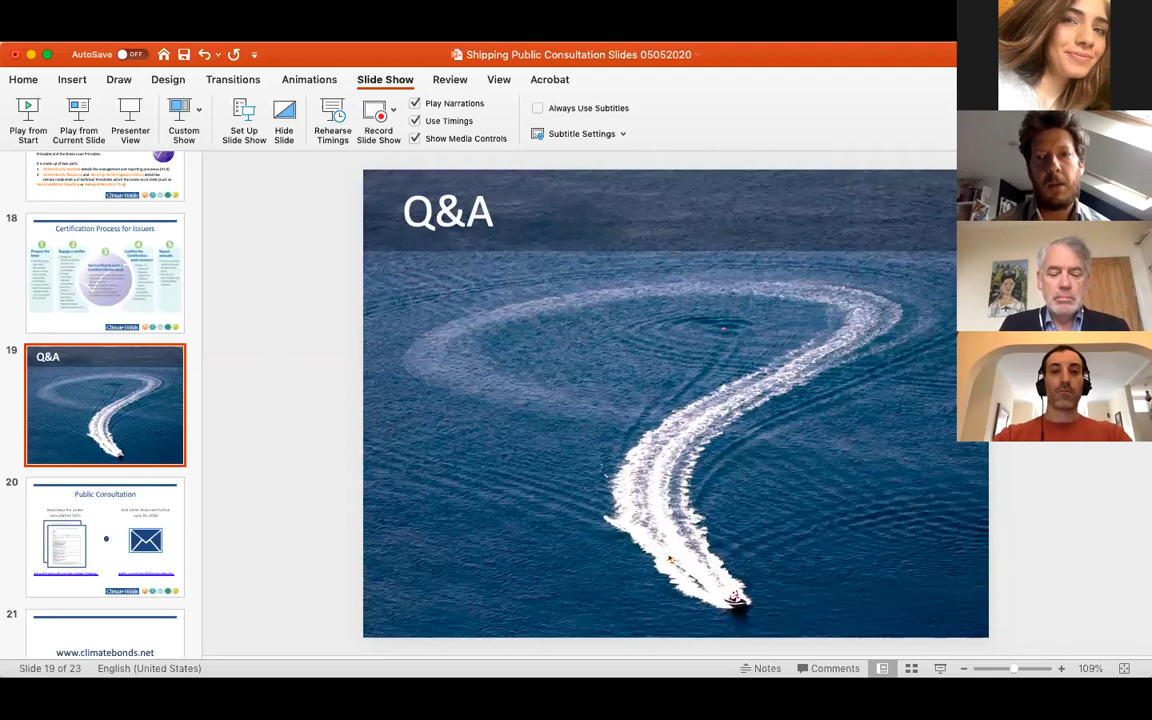 AutoSave OFF
Shipping Public Consultation Slides 05052020
Home Insert Draw Design Transitions Animations Slide Show Review View Acrobat
Play from Start
Play from Current Slide
Presenter View
Custom Show
Set Up Slide Show
Hide Slide
Rehearse Timings
Record Slide Show
Play Narrations
Use Timings
Show Media Controls
Always Use Subtitles
Subtitle Settings
18
Certification Process for Issuers
19
Q&A
20
Public Consultation
21
www.climatebonds.net
Q&A
Slide 19 of 23
English (United States)
Notes
Comments
109%